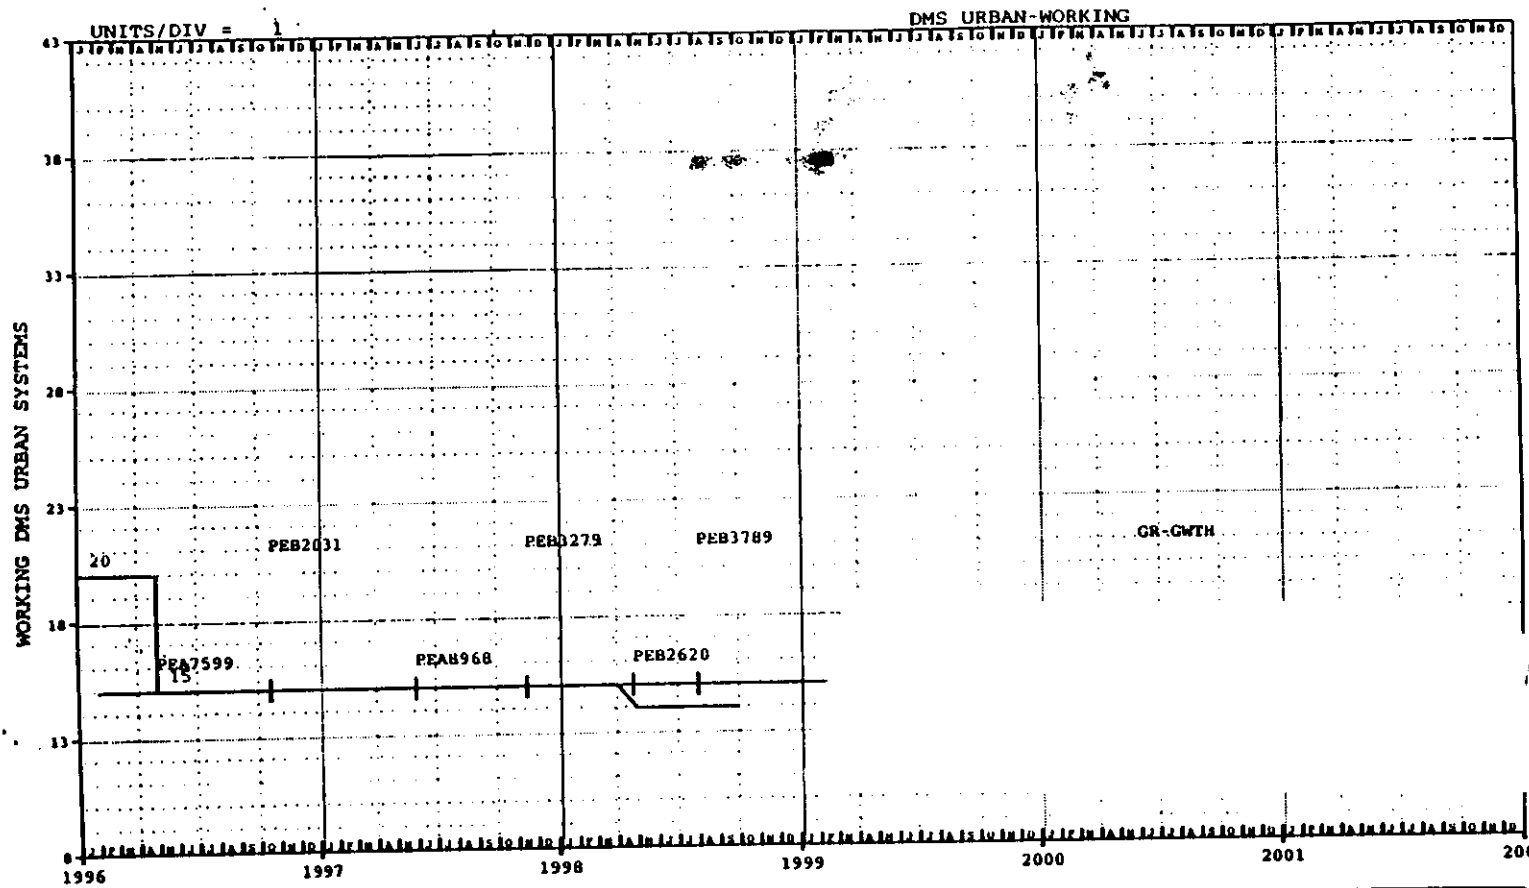 DMS URBAN-WORKING
UNITS/DIV = 1
43
J F M A M J J A S O N D J F M A M J J A S O N D J F M A M J J A S O N D J F M A M J J A S O N D J F M A M J J A S O N D J F M A M J J A S O N D
38
33
28
23
18
13
8
WORKING DMS URBAN SYSTEMS
PEB2031
PEB3279
PEB3789
GR-GWTH
20
PEA7599
15
PEA8968
PEB2620
J F M A M J J A S O N D J F M A M J J A S O N D J F M A M J J A S O N D J F M A M J J A S O N D J F M A M J J A S O N D J F M A M J J A S O N D
1996
1997
1998
1999
2000
2001